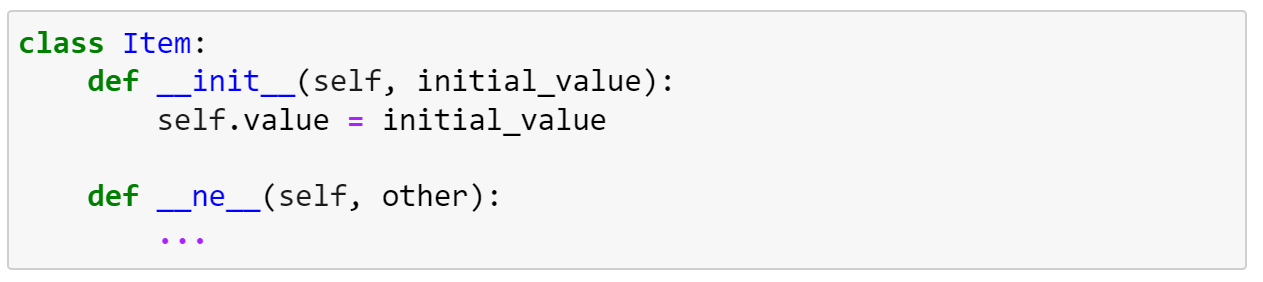 class Item:
    def __init__(self, initial_value):
        self.value = initial_value

    def __ne__(self, other):
        ...